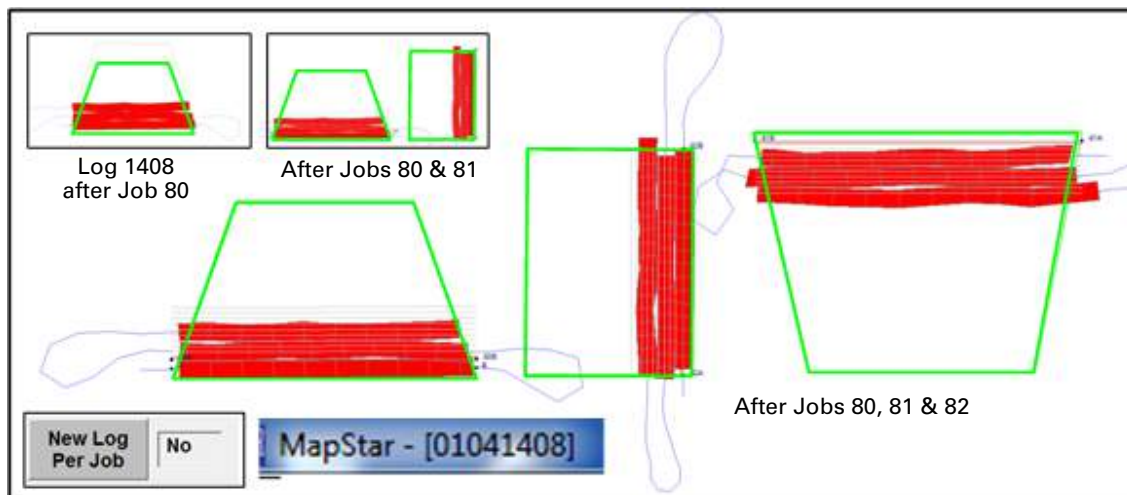 Log 1408
after Job 80
After Jobs 80 & 81
After Jobs 80, 81 & 82
New Log
Per Job
No
MapStar - [01041408]